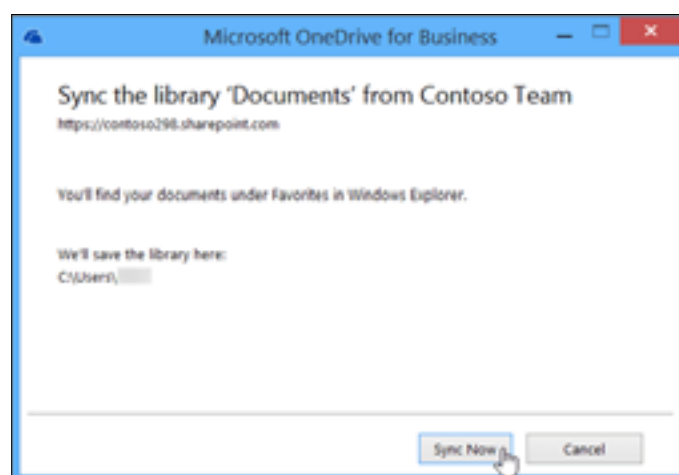 Microsoft OneDrive for Business
Sync the library 'Documents' from Contoso Team
https://contoso298.sharepoint.com
You'll find your documents under Favorites in Windows Explorer.
We'll save the library here:
C:\Users\
Sync Now
Cancel